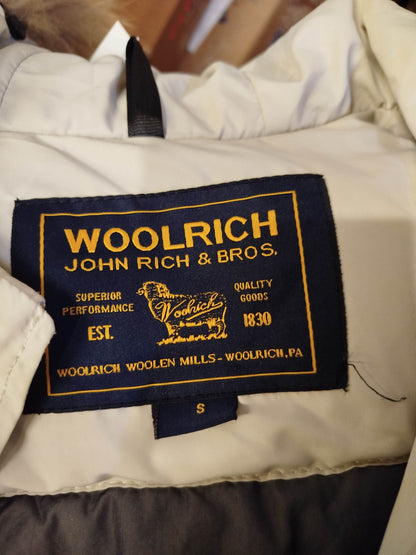 WOOLRICH
JOHN RICH & BROS.
SUPERIOR
PERFORMANCE
EST.
Woolrich
QUALITY
GOODS
1830
WOOLRICH WOOLEN MILLS - WOOLRICH, PA
S